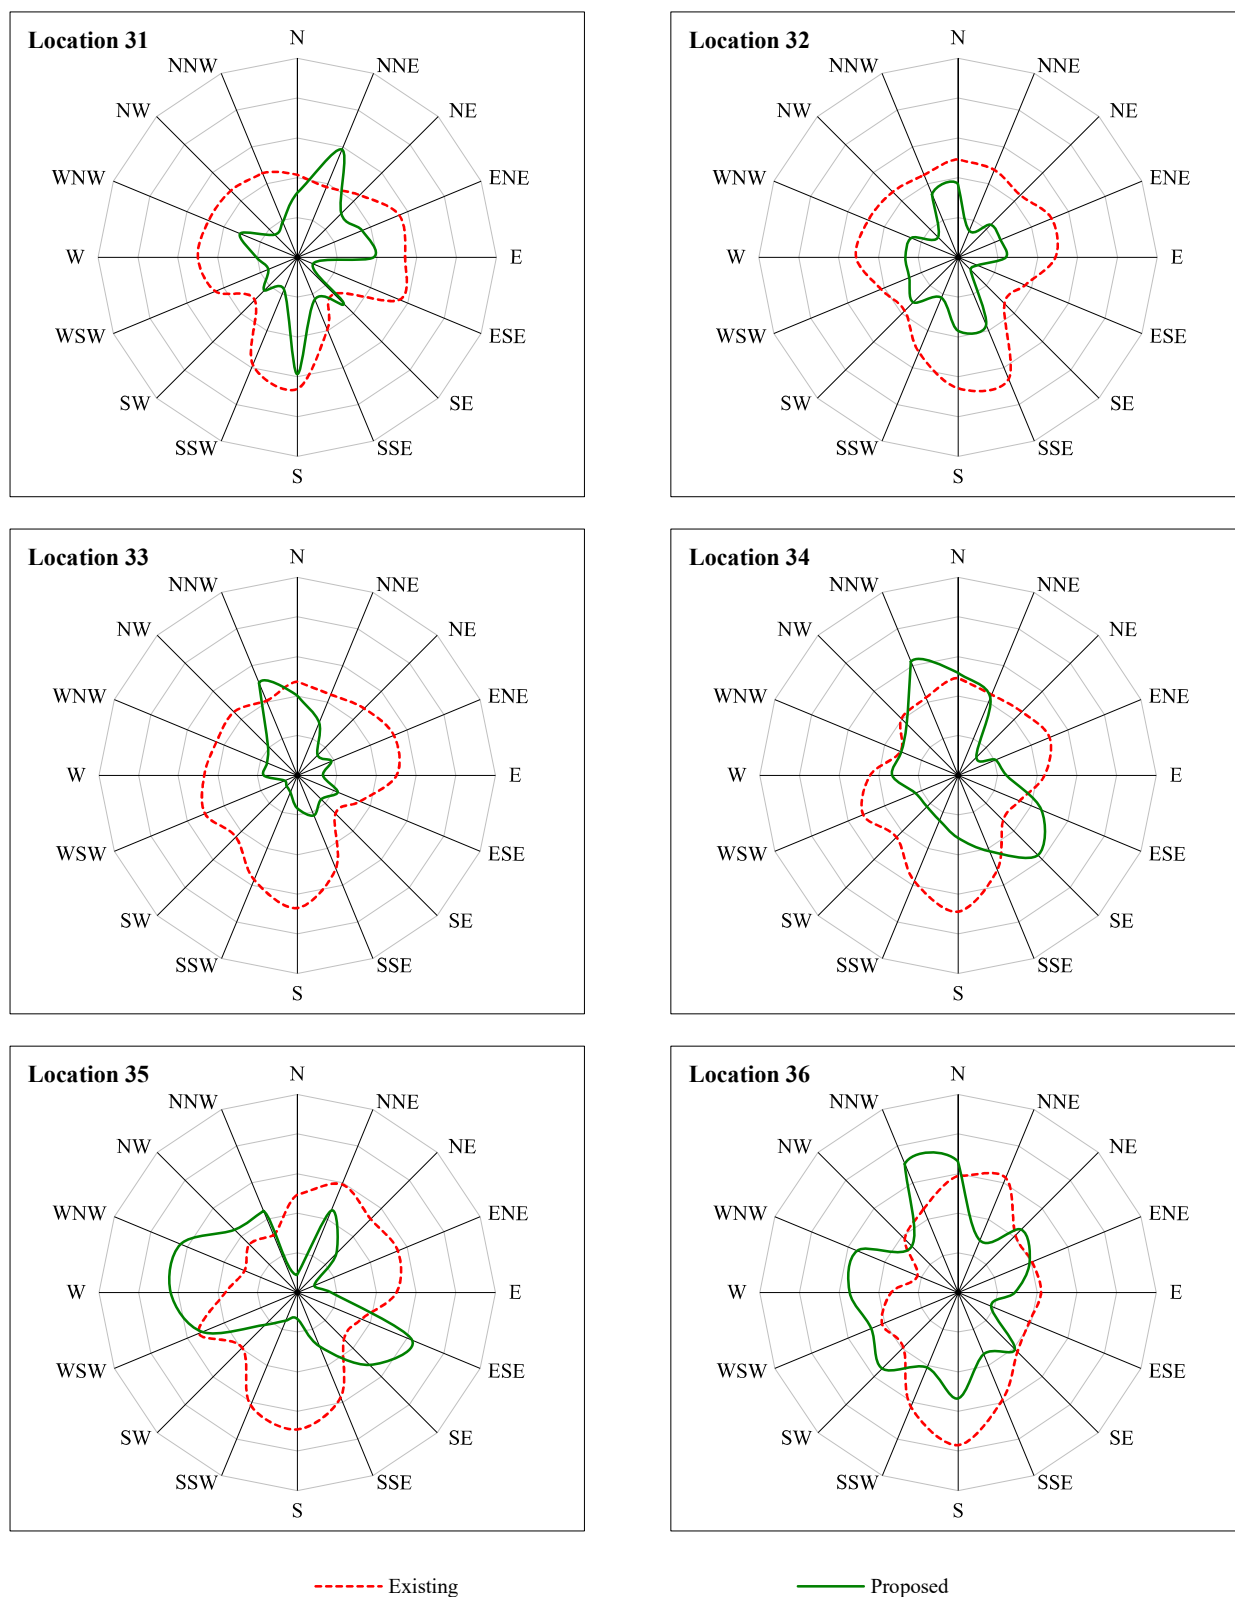 Location 31
N
NNW
NNE
NW
NE
WNW
ENE
W
E
WSW
ESE
SW
SE
SSW
SSE
S
Location 32
N
NNW
NNE
NW
NE
WNW
ENE
W
E
WSW
ESE
SW
SE
SSW
SSE
S
Location 33
N
NNW
NNE
NW
NE
WNW
ENE
W
E
WSW
ESE
SW
SE
SSW
SSE
S
Location 34
N
NNW
NNE
NW
NE
WNW
ENE
W
E
WSW
ESE
SW
SE
SSW
SSE
S
Location 35
N
NNW
NNE
NW
NE
WNW
ENE
W
E
WSW
ESE
SW
SE
SSW
SSE
S
Location 36
N
NNW
NNE
NW
NE
WNW
ENE
W
E
WSW
ESE
SW
SE
SSW
SSE
S
Existing
Proposed